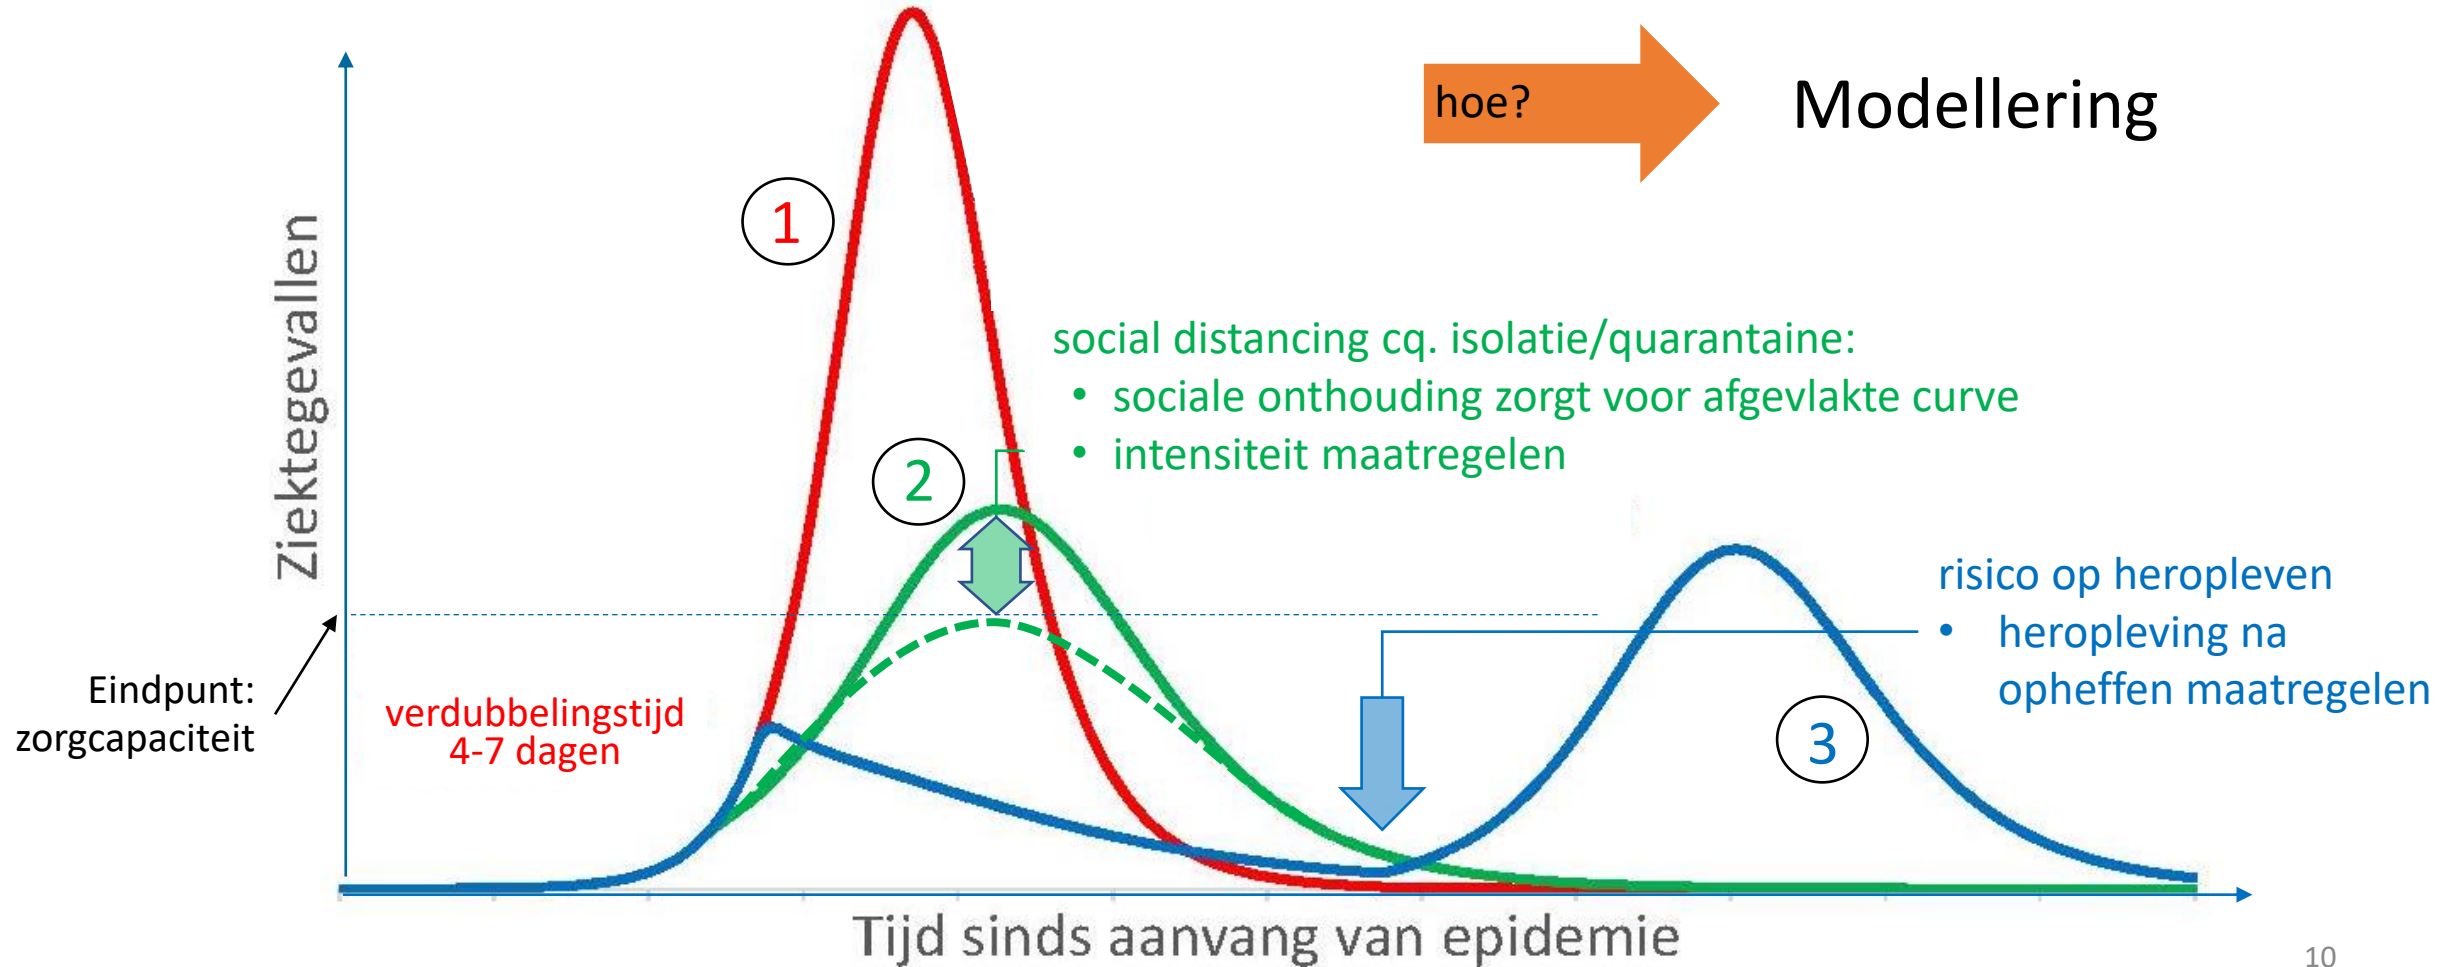 hoe?
Modellering
1
Ziektegevallen
social distancing cq. isolatie/quarantaine:
• sociale onthouding zorgt voor afgevlakte curve
• intensiteit maatregelen
2
risico op heropleven
• heropleving na
opheffen maatregelen
Eindpunt:
zorgcapaciteit
verdubbelingstijd
4-7 dagen
3
Tijd sinds aanvang van epidemie
10